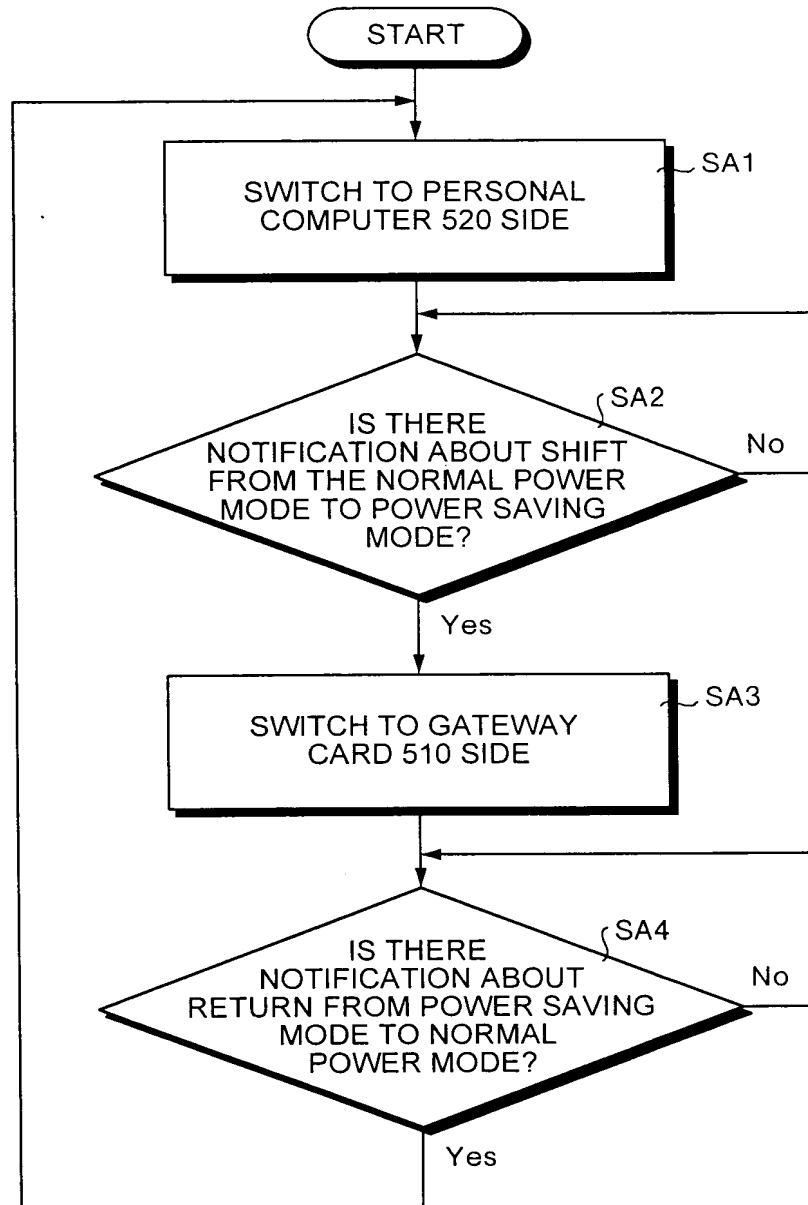 START
SWITCH TO PERSONAL
COMPUTER 520 SIDE
SA1
IS THERE
NOTIFICATION ABOUT SHIFT
FROM THE NORMAL POWER
MODE TO POWER SAVING
MODE?
SA2
No
Yes
SWITCH TO GATEWAY
CARD 510 SIDE
SA3
IS THERE
NOTIFICATION ABOUT
RETURN FROM POWER SAVING
MODE TO NORMAL
POWER MODE?
SA4
No
Yes